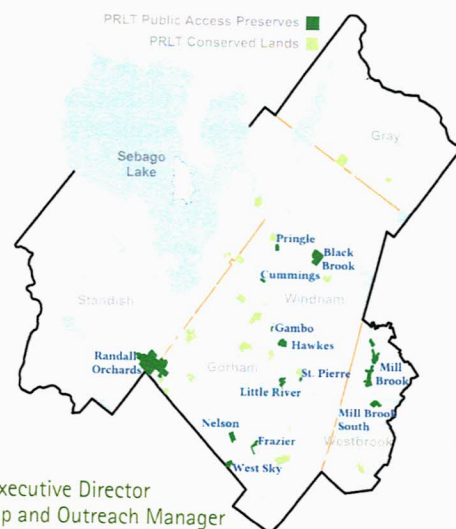 PRLT Public Access Preserves
PRLT Conserved Lands
Gray
Sebago
Lake
Pringle
Black
Brook
Cummings
Standish
Windham
Gambo
Hawkes
Randall
Orchards
Gorham
St. Pierre
Mill
Brook
Little River
Mill Brook
South
Nelson
Westbrook
Frazier
West Sky
xecutive Director
p and Outreach Manager